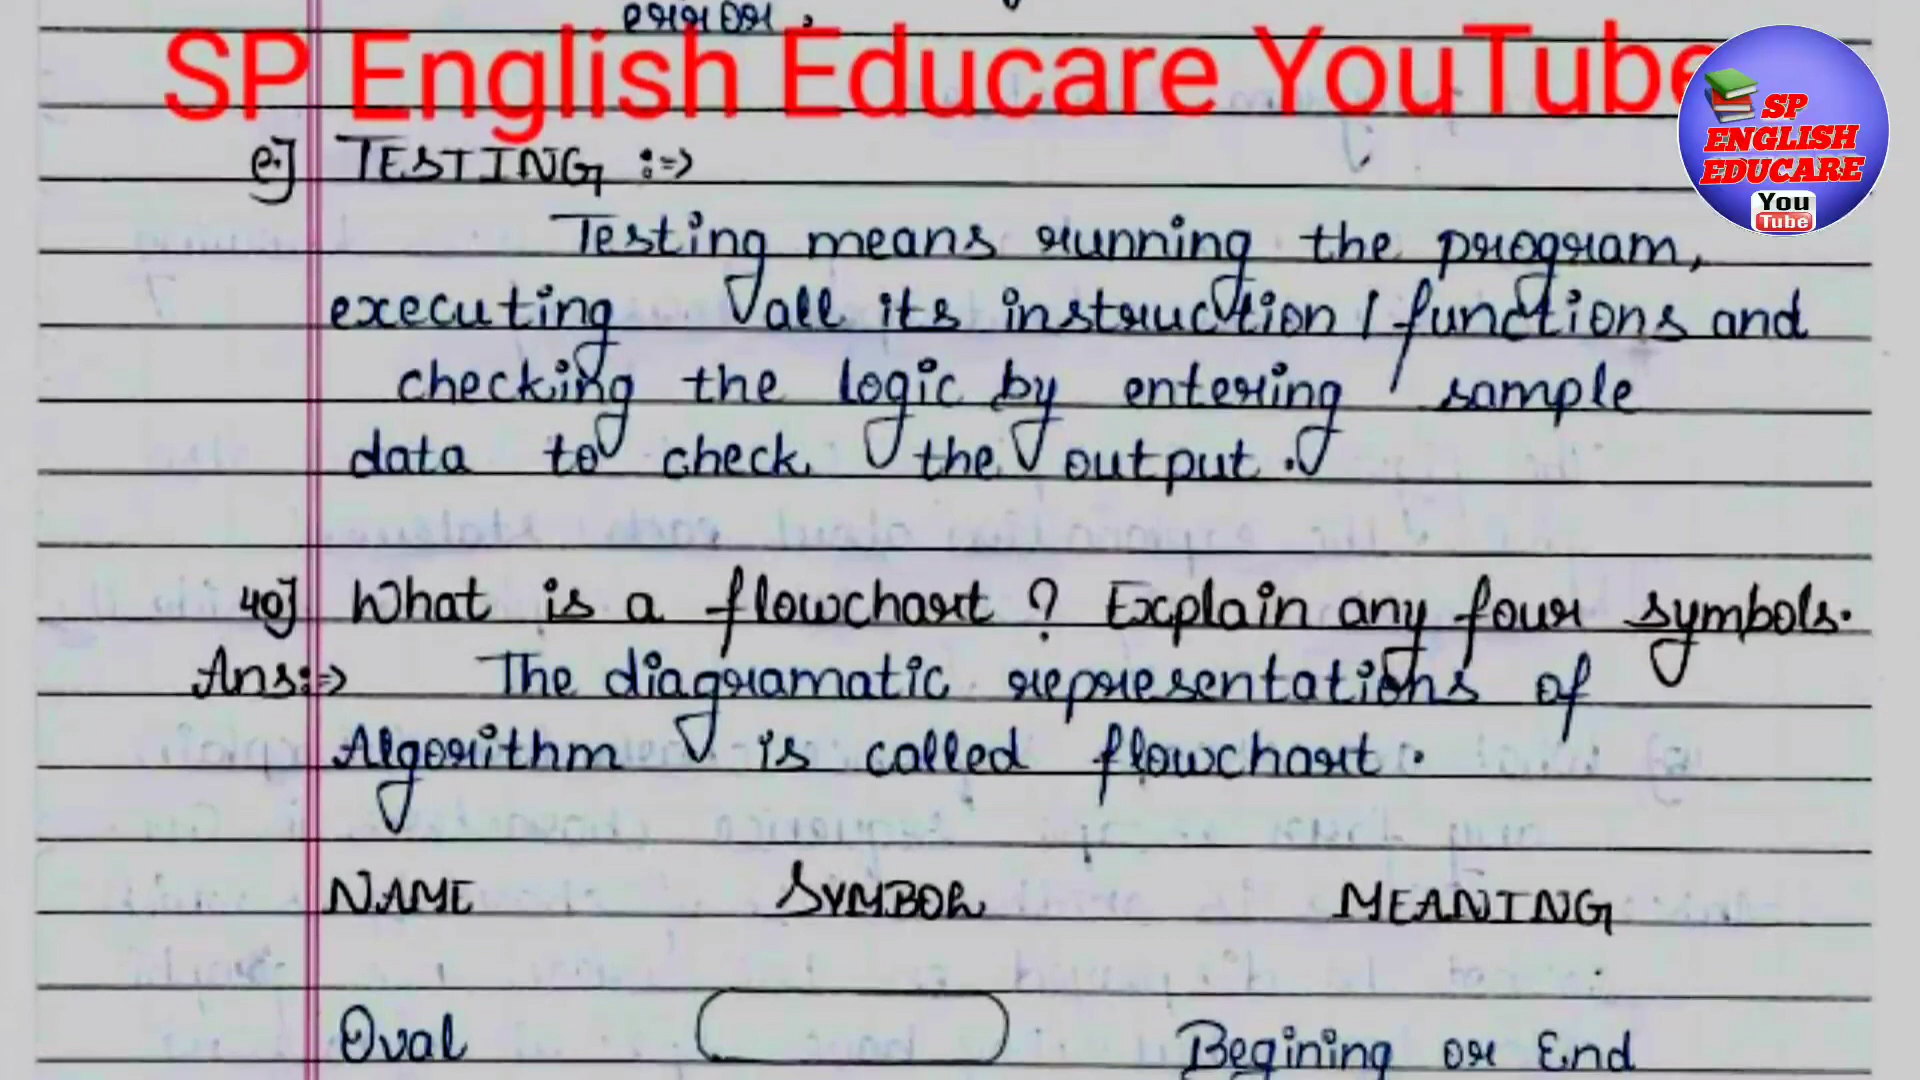 errors.
SP English Educare YouTube
SP
ENGLISH
EDUCARE
You
Tube
e.] TESTING :=>
Testing means running the program,
executing all its instruction / functions and
checking the logic by entering sample
data to check the output.
40] What is a flowchart ? Explain any four symbols.
Ans:=> The diagramatic representations of
Algorithm is called flowchart.
NAME SYMBOL MEANING
Oval Begining or End